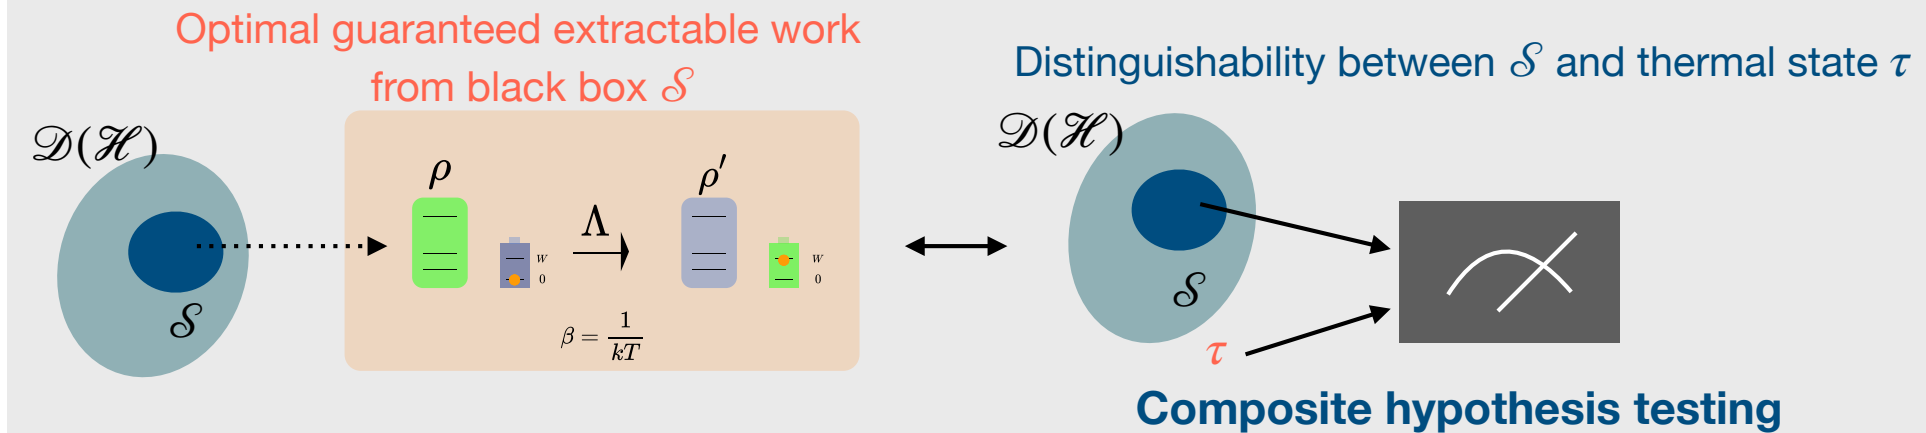 Optimal guaranteed extractable work
from black box 𝒮
𝒟(ℋ)
𝒮
ρ
Λ
ρ′
W
0
W
0
β = 1/kT
Distinguishability between 𝒮 and thermal state τ
𝒟(ℋ)
𝒮
τ
Composite hypothesis testing